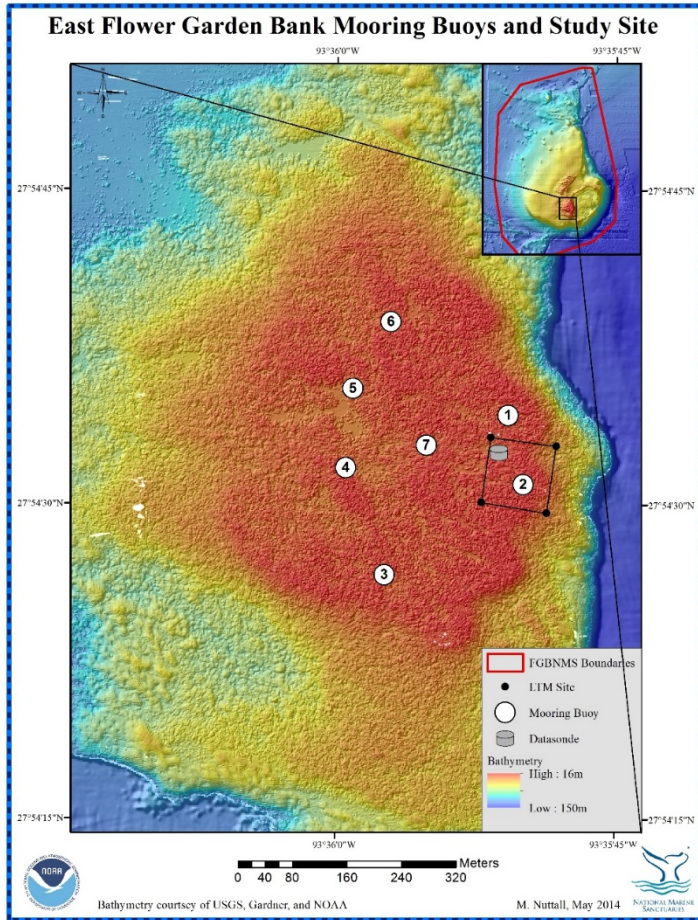 East Flower Garden Bank Mooring Buoys and Study Site
93°36'0"W
93°35'45"W
27°54'45"N
27°54'45"N
6
5
1
7
4
2
27°54'30"N
27°54'30"N
3
FGBNMS Boundaries
LTM Site
Mooring Buoy
Datasonde
Bathymetry
High : 16m
Low : 150m
27°54'15"N
27°54'15"N
93°36'0"W
93°35'45"W
Meters
0 40 80 160 240 320
NOAA
Bathymetry courtsey of USGS, Gardner, and NOAA
M. Nuttall, May 2014
NATIONAL MARINE
SANCTUARIES